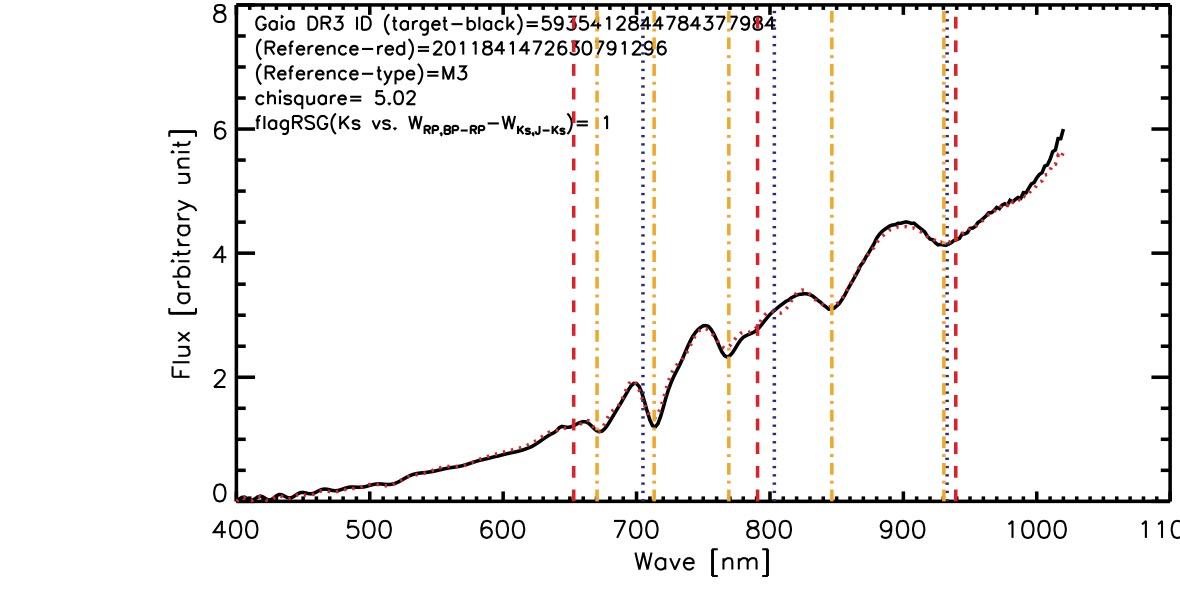 Gaia DR3 ID (target-black)=5935412844784377984
(Reference-red)=2011841472630791296
(Reference-type)=M3
chisquare= 5.02
flagRSG(Ks vs. W_RP,BP-RP-W_Ks,J-Ks)= 1
8
6
4
2
0
Flux [arbitrary unit]
400 500 600 700 800 900 1000 110
Wave [nm]